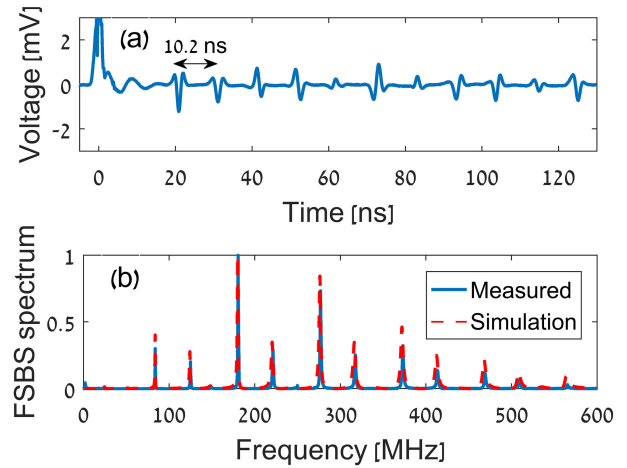 (a)
10.2 ns
Voltage [mV]
2
0
-2
0 20 40 60 80 100 120
Time [ns]
(b)
Measured
Simulation
FSBS spectrum
1
0.5
0
0 100 200 300 400 500 600
Frequency [MHz]